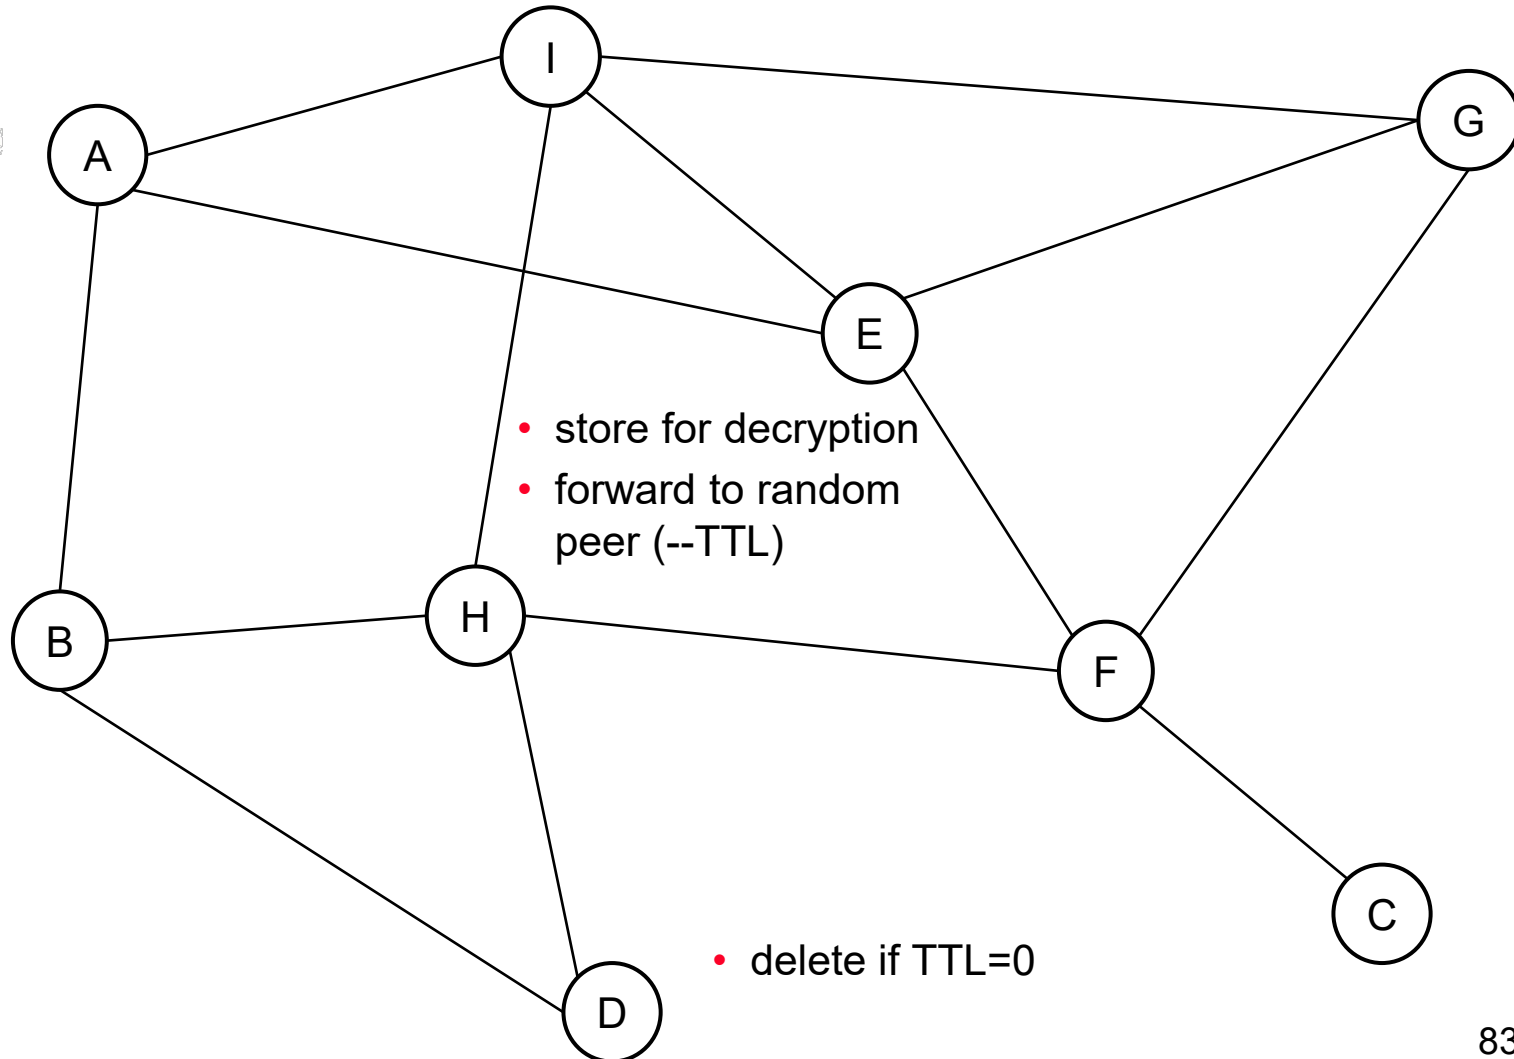 I
G
A
E
• store for decryption
• forward to random
peer (--TTL)
H
B
F
C
• delete if TTL=0
D
83